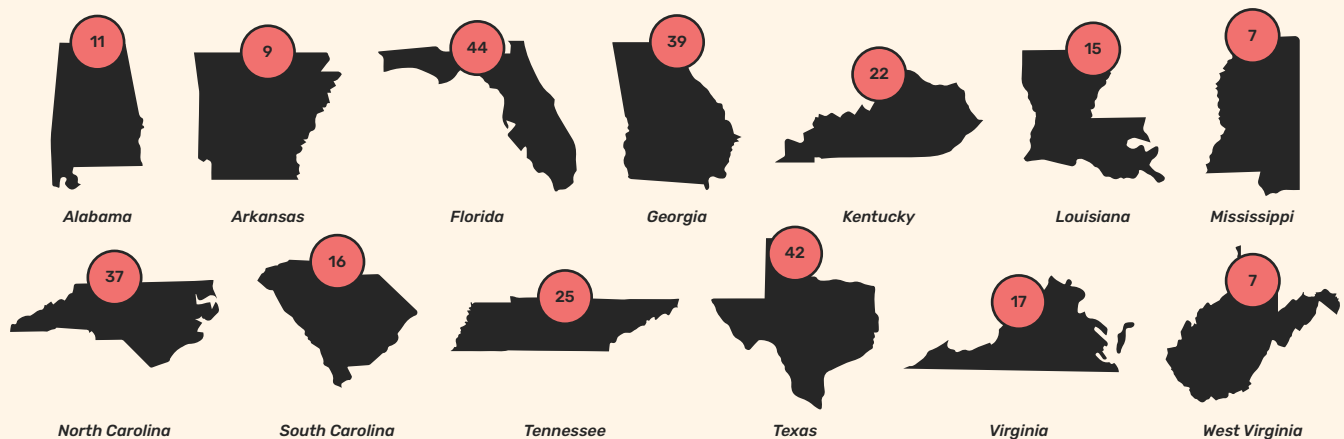 11 9 44 39 22 15 7
Alabama Arkansas Florida Georgia Kentucky Louisiana Mississippi
37 16 25 42 17 7
North Carolina South Carolina Tennessee Texas Virginia West Virginia